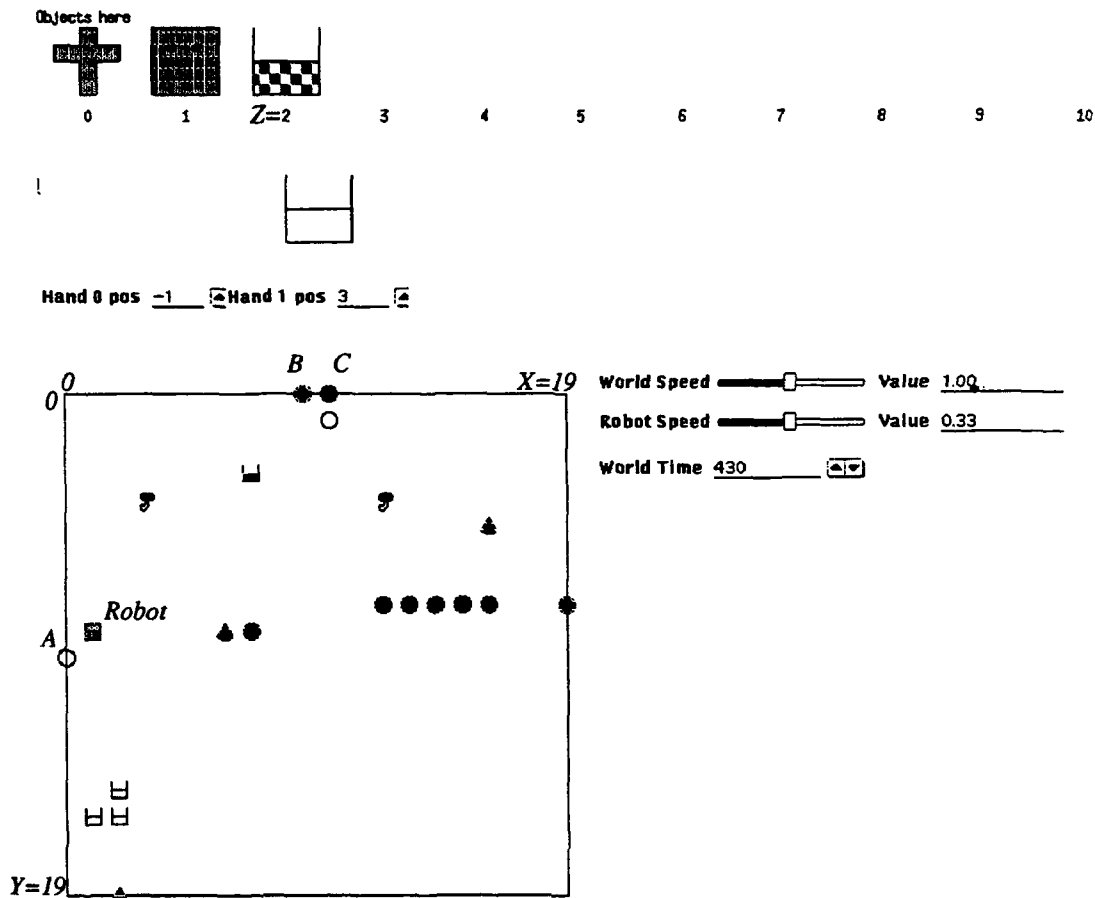 Objects here
0 1 Z=2 3 4 5 6 7 8 9 10
!
Hand 0 pos -1 Hand 1 pos 3
B C
0 X=19
0
World Speed Value 1.00
Robot Speed Value 0.33
World Time 430
Robot
A
Y=19